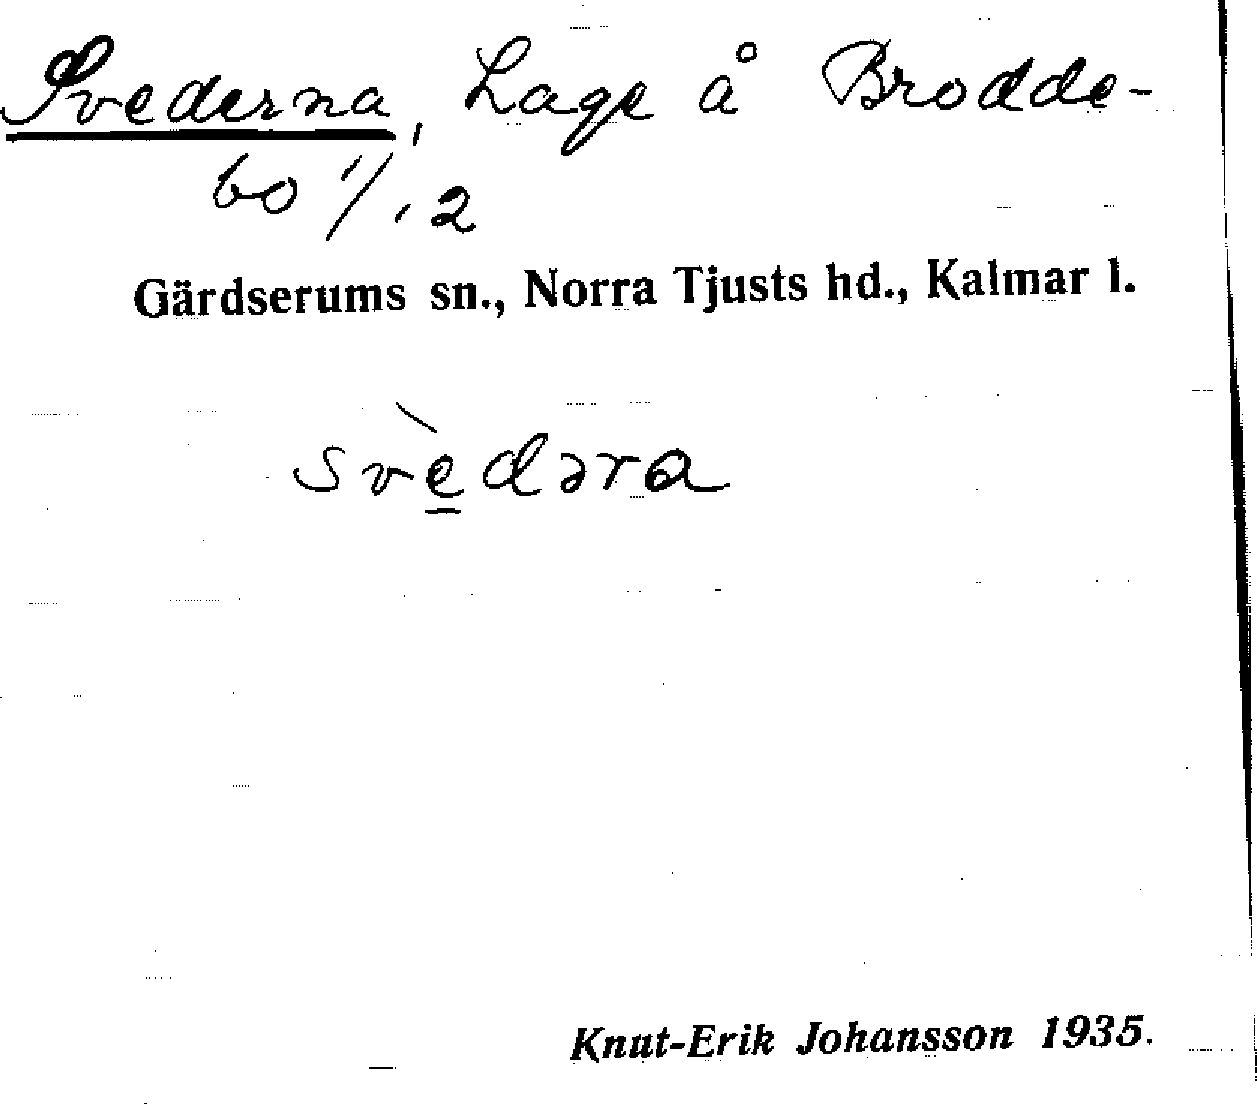 Svederna, Lage å Brodde-
bo 1/1, 2
Gärdserums sn., Norra Tjusts hd., Kalmar l.
svèdəra
Knut-Erik Johansson 1935.